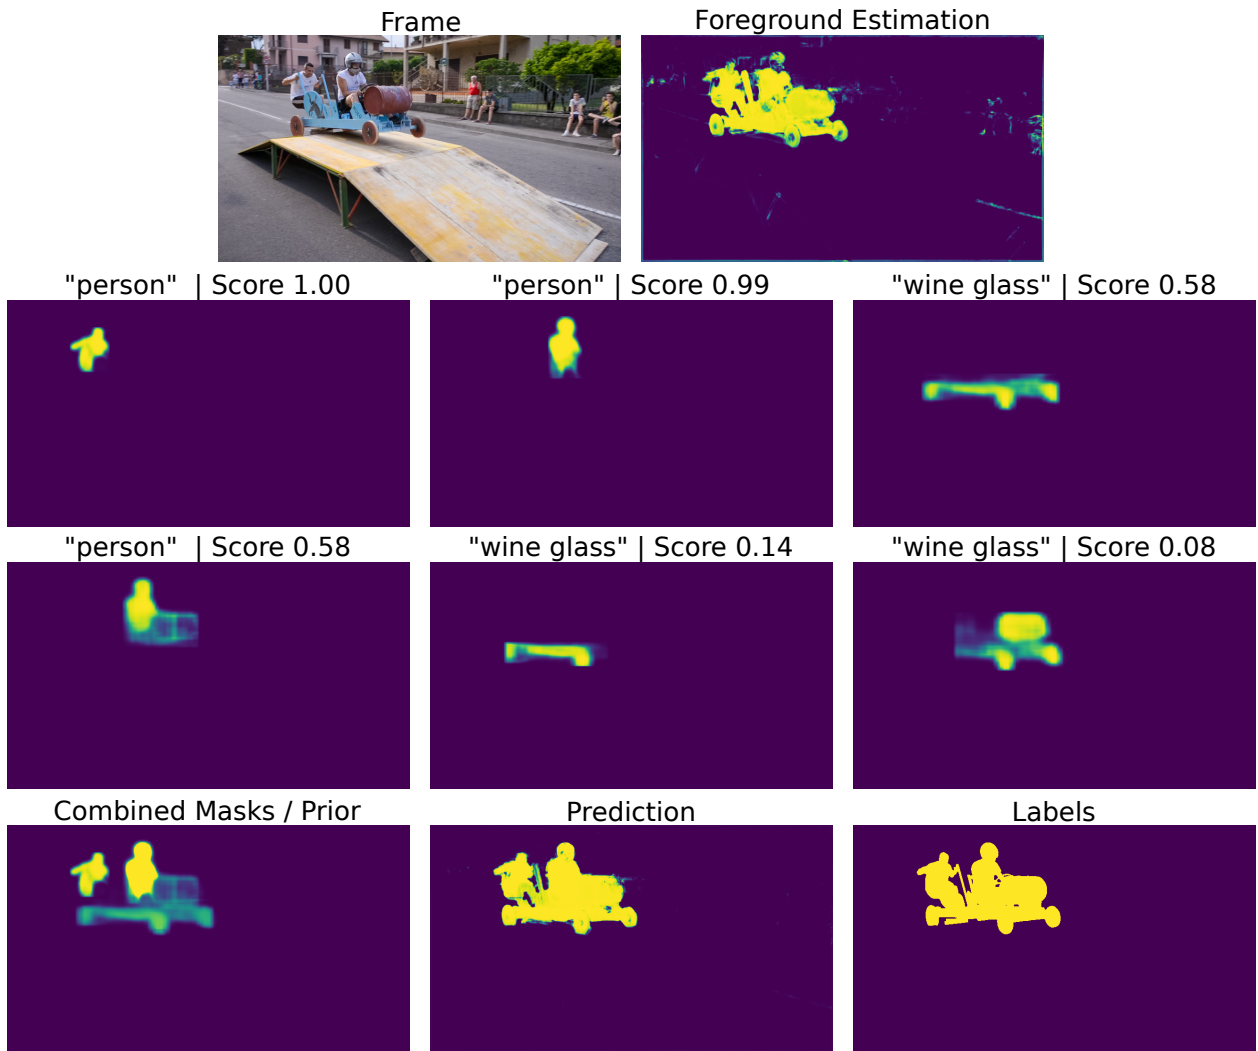 Frame
Foreground Estimation
"person" | Score 1.00
"person" | Score 0.99
"wine glass" | Score 0.58
"person" | Score 0.58
"wine glass" | Score 0.14
"wine glass" | Score 0.08
Combined Masks / Prior
Prediction
Labels